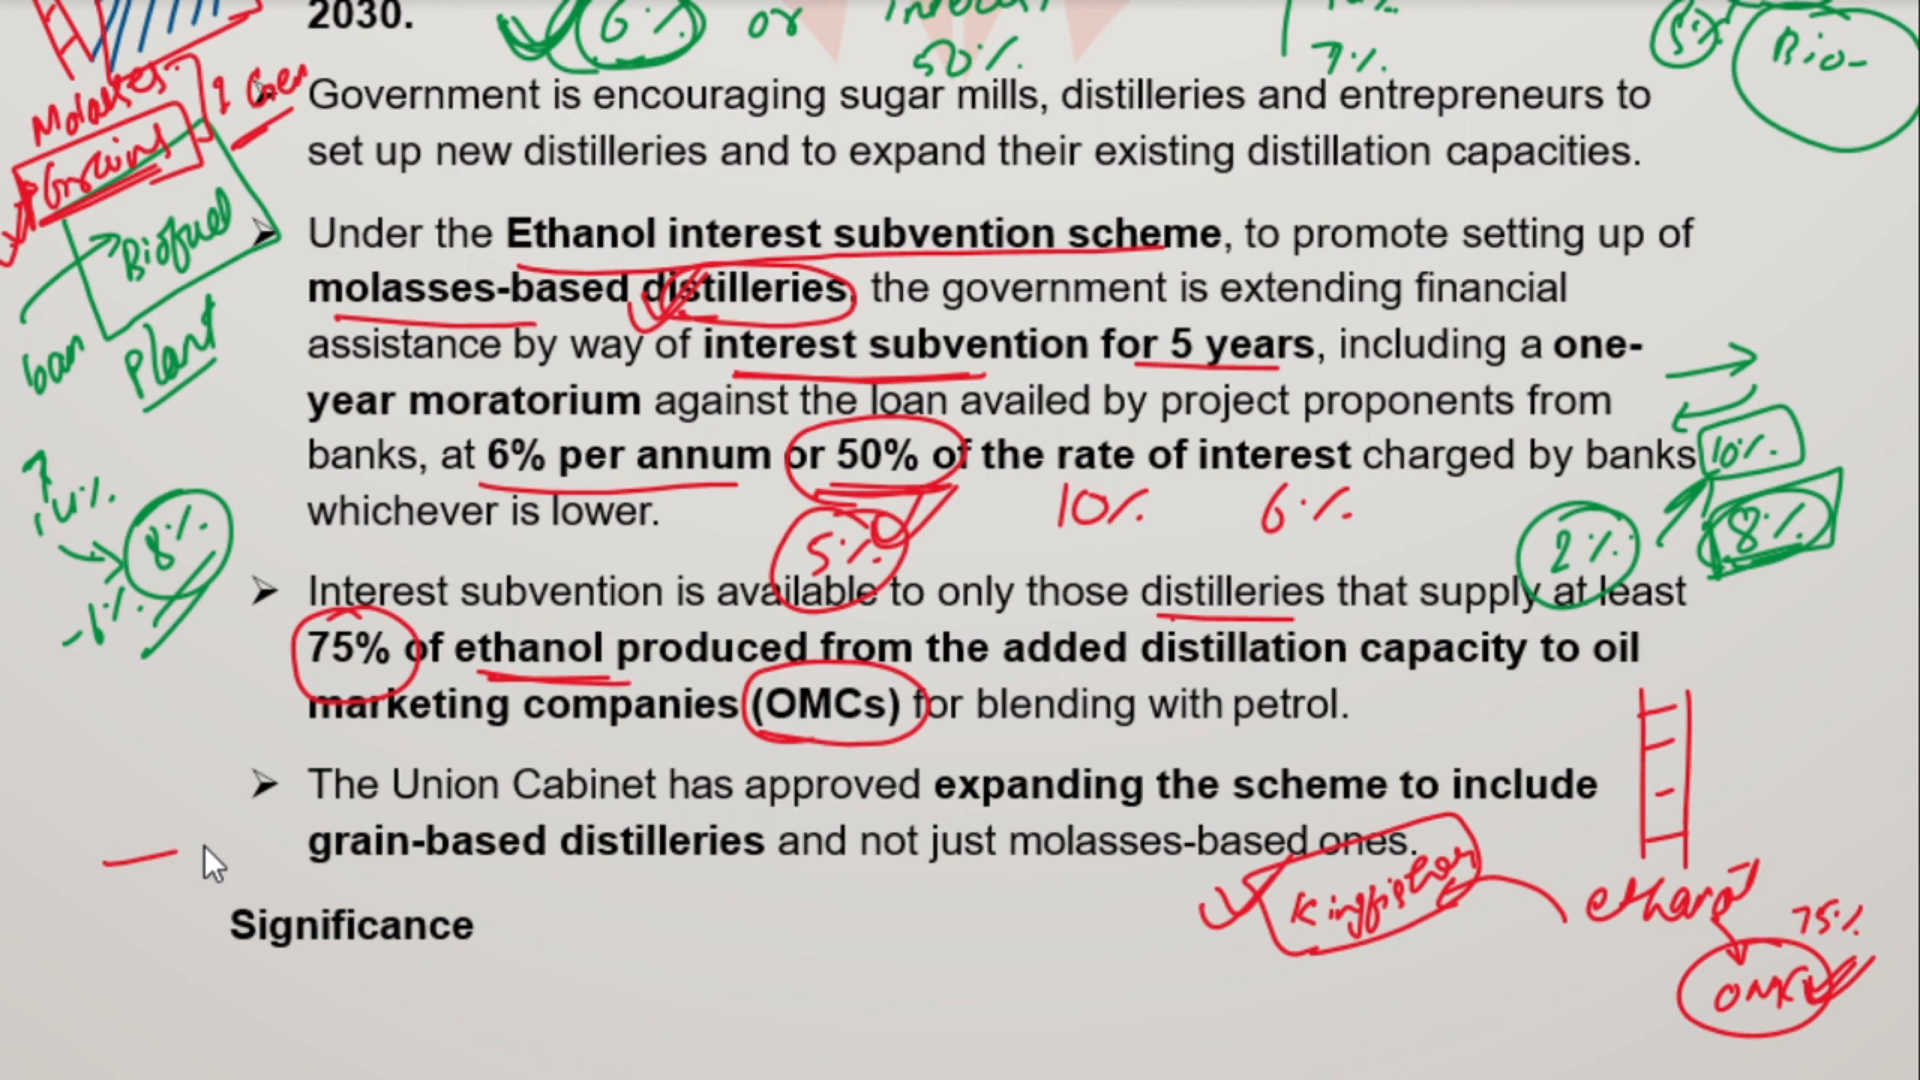 2030.
6% or
50% 7%
5% Bio-
Molasses
1 Gen
Grains
Biofuel
Plant
ban
Government is encouraging sugar mills, distilleries and entrepreneurs to
set up new distilleries and to expand their existing distillation capacities.
Under the Ethanol interest subvention scheme, to promote setting up of
molasses-based distilleries, the government is extending financial
assistance by way of interest subvention for 5 years, including a one-
year moratorium against the loan availed by project proponents from
banks, at 6% per annum or 50% of the rate of interest charged by banks
10%
whichever is lower.
10% 6%
5%
2% 8%
8%
Interest subvention is available to only those distilleries that supply at least
75% of ethanol produced from the added distillation capacity to oil
marketing companies (OMCs) for blending with petrol.
The Union Cabinet has approved expanding the scheme to include
grain-based distilleries and not just molasses-based ones.
Kingfisher
ethanol
75%
OMC
Significance